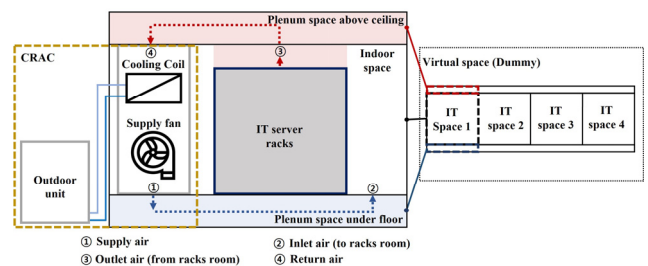 Plenum space above ceiling
CRAC
④
③
Indoor
space
Cooling Coil
Virtual space (Dummy)
Supply fan
IT server
racks
IT
Space 1
IT
space 2
IT
space 3
IT
space 4
Outdoor
unit
①
②
Plenum space under floor
① Supply air
② Inlet air (to racks room)
③ Outlet air (from racks room)
④ Return air